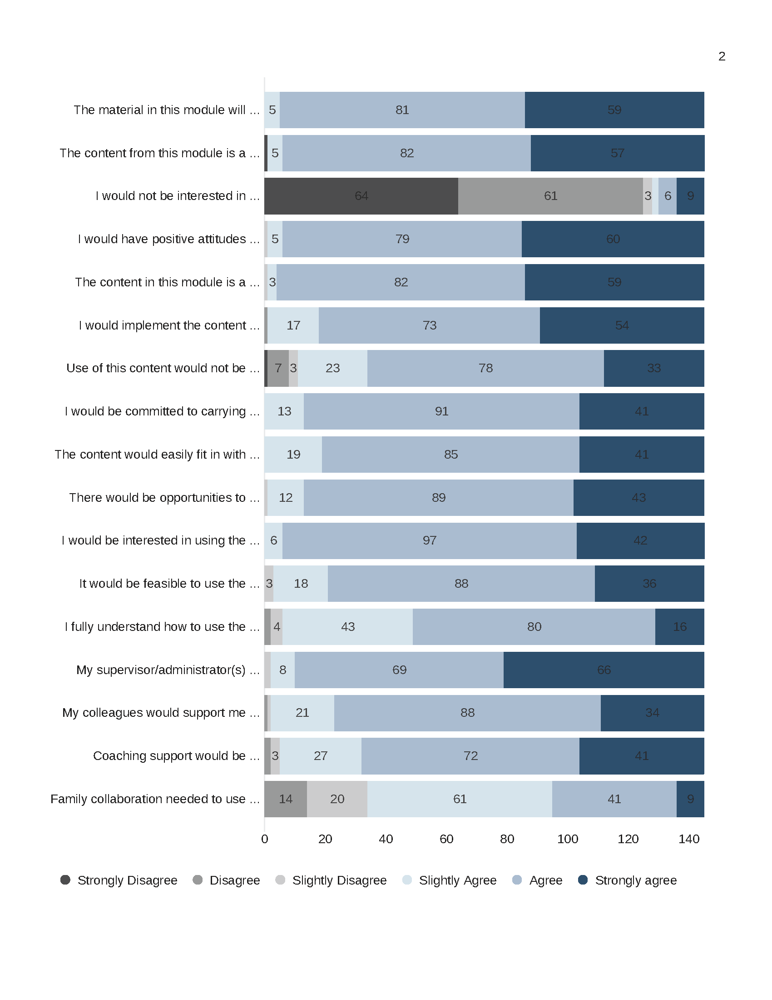 2
The material in this module will ... 5 81 59
The content from this module is a ... 5 82 57
I would not be interested in ... 64 61 3 6 9
I would have positive attitudes ... 5 79 60
The content in this module is a ... 3 82 59
I would implement the content ... 17 73 54
Use of this content would not be ... 7 3 23 78 33
I would be committed to carrying ... 13 91 41
The content would easily fit in with ... 19 85 41
There would be opportunities to ... 12 89 43
I would be interested in using the ... 6 97 42
It would be feasible to use the ... 3 18 88 36
I fully understand how to use the ... 4 43 80 16
My supervisor/administrator(s) ... 8 69 66
My colleagues would support me ... 21 88 34
Coaching support would be ... 3 27 72 41
Family collaboration needed to use ... 14 20 61 41 9
0 20 40 60 80 100 120 140
Strongly Disagree Disagree Slightly Disagree Slightly Agree Agree Strongly agree